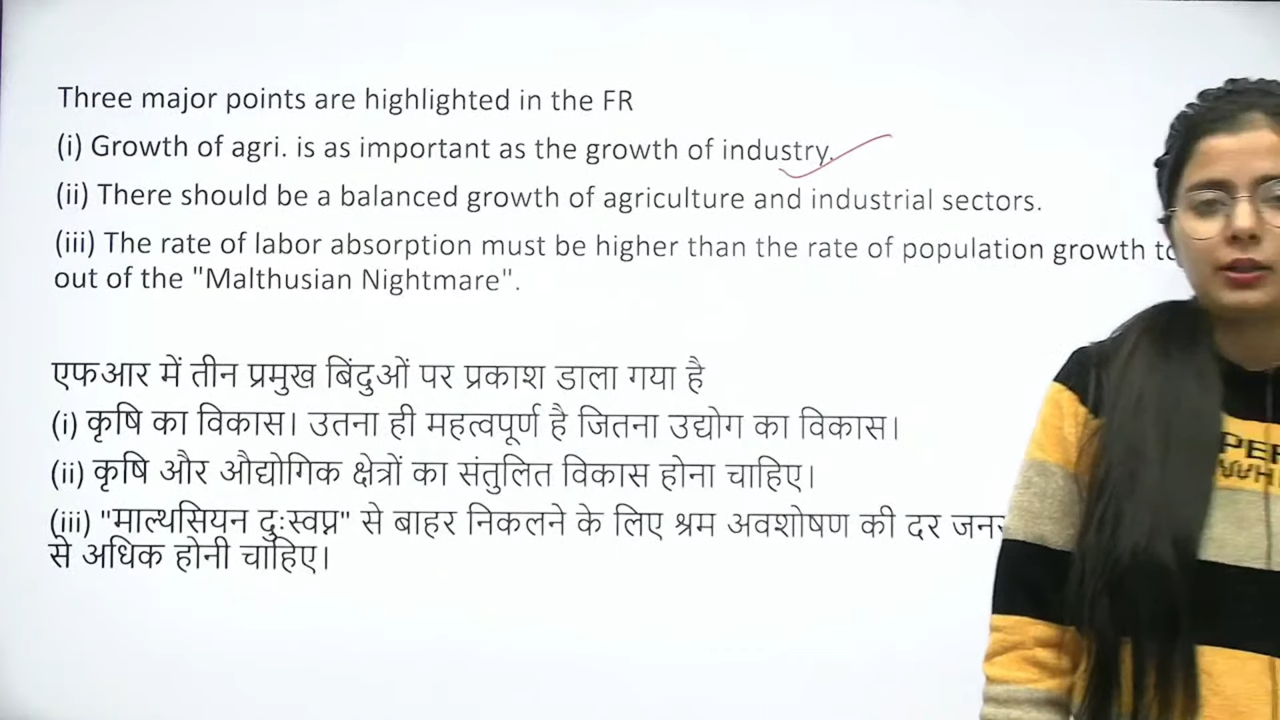 Three major points are highlighted in the FR
(i) Growth of agri. is as important as the growth of industry.
(ii) There should be a balanced growth of agriculture and industrial sectors.
(iii) The rate of labor absorption must be higher than the rate of population growth
out of the "Malthusian Nightmare".
एफआर में तीन प्रमुख बिंदुओं पर प्रकाश डाला गया है
(i) कृषि का विकास। उतना ही महत्वपूर्ण है जितना उद्योग का विकास।
(ii) कृषि और औद्योगिक क्षेत्रों का संतुलित विकास होना चाहिए।
(iii) "माल्थसियन दुःस्वप्न" से बाहर निकलने के लिए श्रम अवशोषण की दर
से अधिक होनी चाहिए।